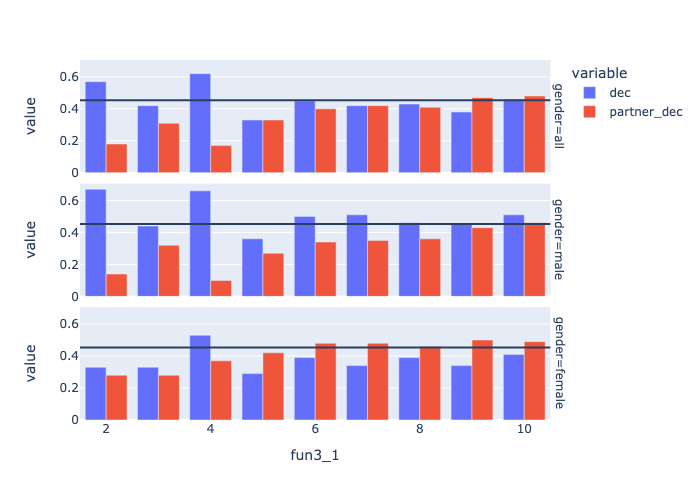 variable
dec
partner_dec
0.6
0.4
0.2
0
value
gender=all
0.6
0.4
0.2
0
value
gender=male
0.6
0.4
0.2
0
value
gender=female
2 4 6 8 10
fun3_1